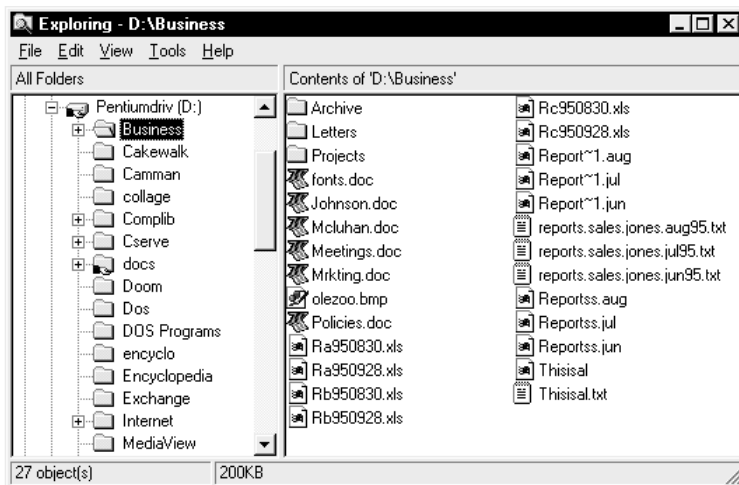 Exploring - D:\Business
File Edit View Tools Help
All Folders
Contents of 'D:\Business'
Pentiumdriv (D:)
Business
Cakewalk
Camman
collage
Complib
Cserve
docs
Doom
Dos
DOS Programs
encyclo
Encyclopedia
Exchange
Internet
MediaView
Archive
Letters
Projects
fonts.doc
Johnson.doc
Mcluhan.doc
Meetings.doc
Mrkting.doc
olezoo.bmp
Policies.doc
Ra950830.xls
Ra950928.xls
Rb950830.xls
Rb950928.xls
Rc950830.xls
Rc950928.xls
Report~1.aug
Report~1.jul
Report~1.jun
reports.sales.jones.aug95.txt
reports.sales.jones.jul95.txt
reports.sales.jones.jun95.txt
Reportss.aug
Reportss.jul
Reportss.jun
Thisisal
Thisisal.txt
27 object(s)
200KB